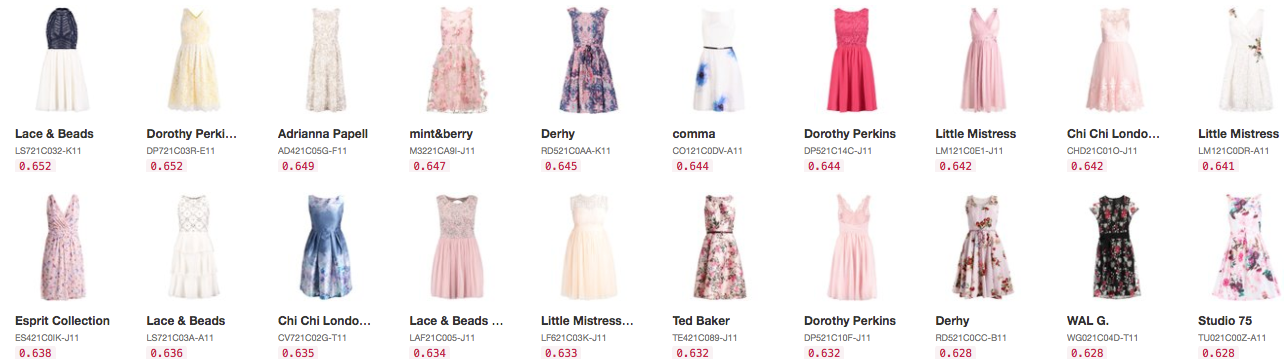 Lace & Beads
LS721C032-K11
0.652
Dorothy Perki...
DP721C03R-E11
0.652
Adrianna Papell
AD421C05G-F11
0.649
mint&berry
M3221CA9I-J11
0.647
Derhy
RD521C0AA-K11
0.645
comma
CO121C0DV-A11
0.644
Dorothy Perkins
DP521C14C-J11
0.644
Little Mistress
LM121C0E1-J11
0.642
Chi Chi Londo...
CHD21C01O-J11
0.642
Little Mistress
LM121C0DR-A11
0.641
Esprit Collection
ES421C0IK-J11
0.638
Lace & Beads
LS721C03A-A11
0.636
Chi Chi Londo...
CV721C02G-T11
0.635
Lace & Beads ...
LAF21C005-J11
0.634
Little Mistress...
LF621C03K-J11
0.633
Ted Baker
TE421C089-J11
0.632
Dorothy Perkins
DP521C10F-J11
0.632
Derhy
RD521C0CC-B11
0.628
WAL G.
WG021C04D-T11
0.628
Studio 75
TU021C00Z-A11
0.628